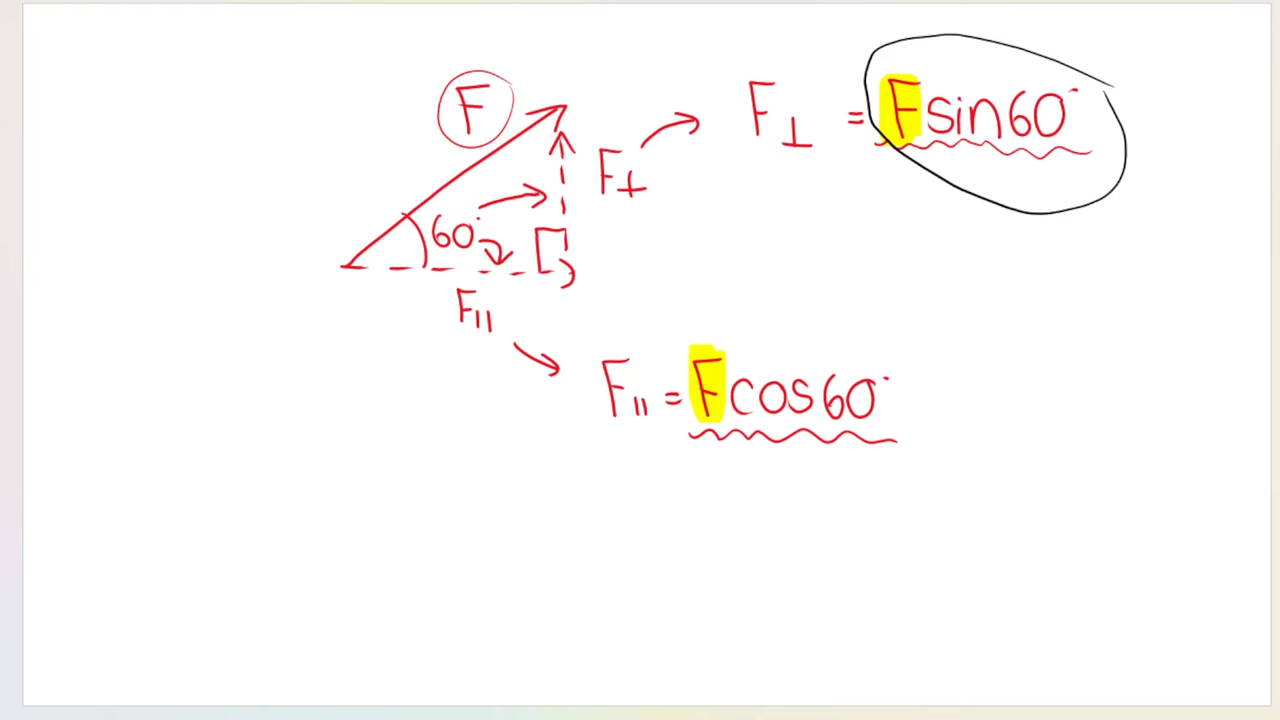 F
F⊥
F⊥ = Fsin60°
60°
F||
F|| = Fcos60°